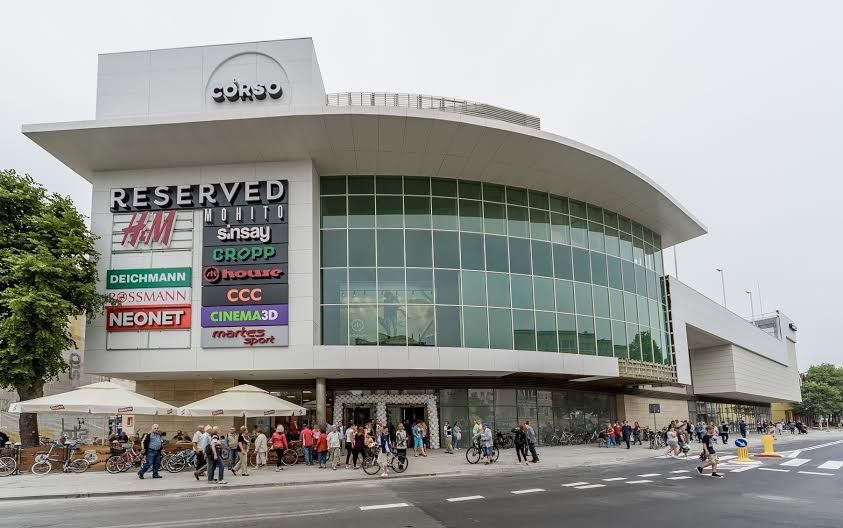 CORSO
RESERVED
H&M
MOHITO
sinsay
CROPP
house
DEICHMANN
CCC
ROSSMANN
NEONET
CINEMA3D
martes
sport